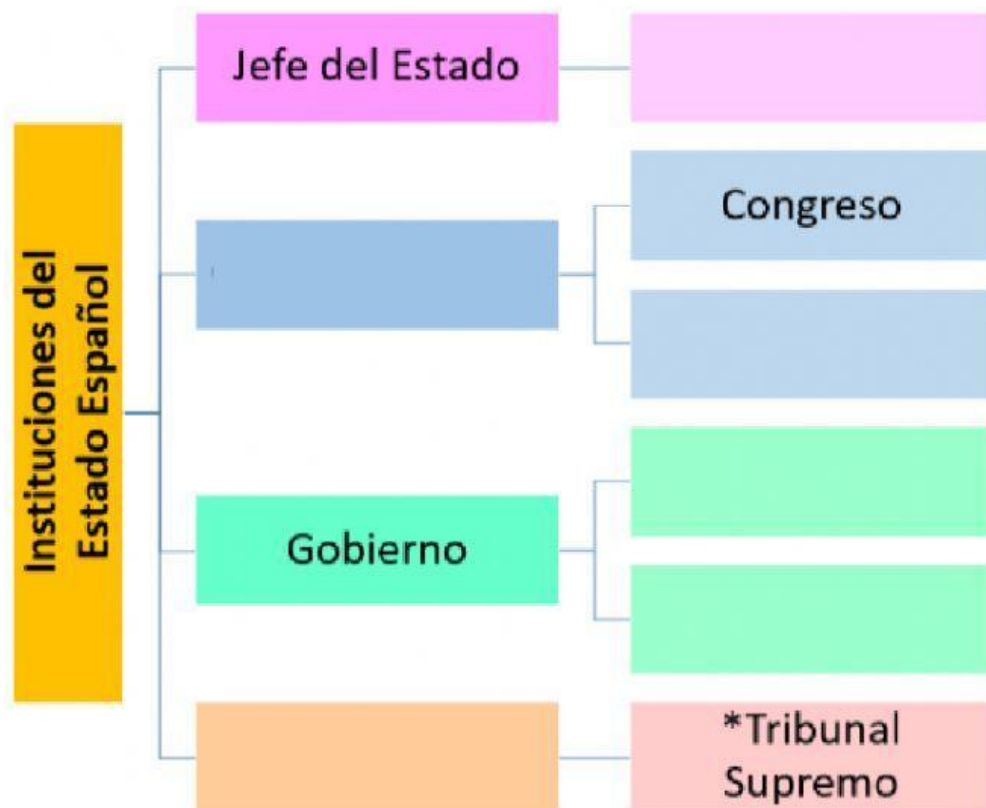 Instituciones del
Estado Español
Jefe del Estado
Congreso
Gobierno
*Tribunal
Supremo